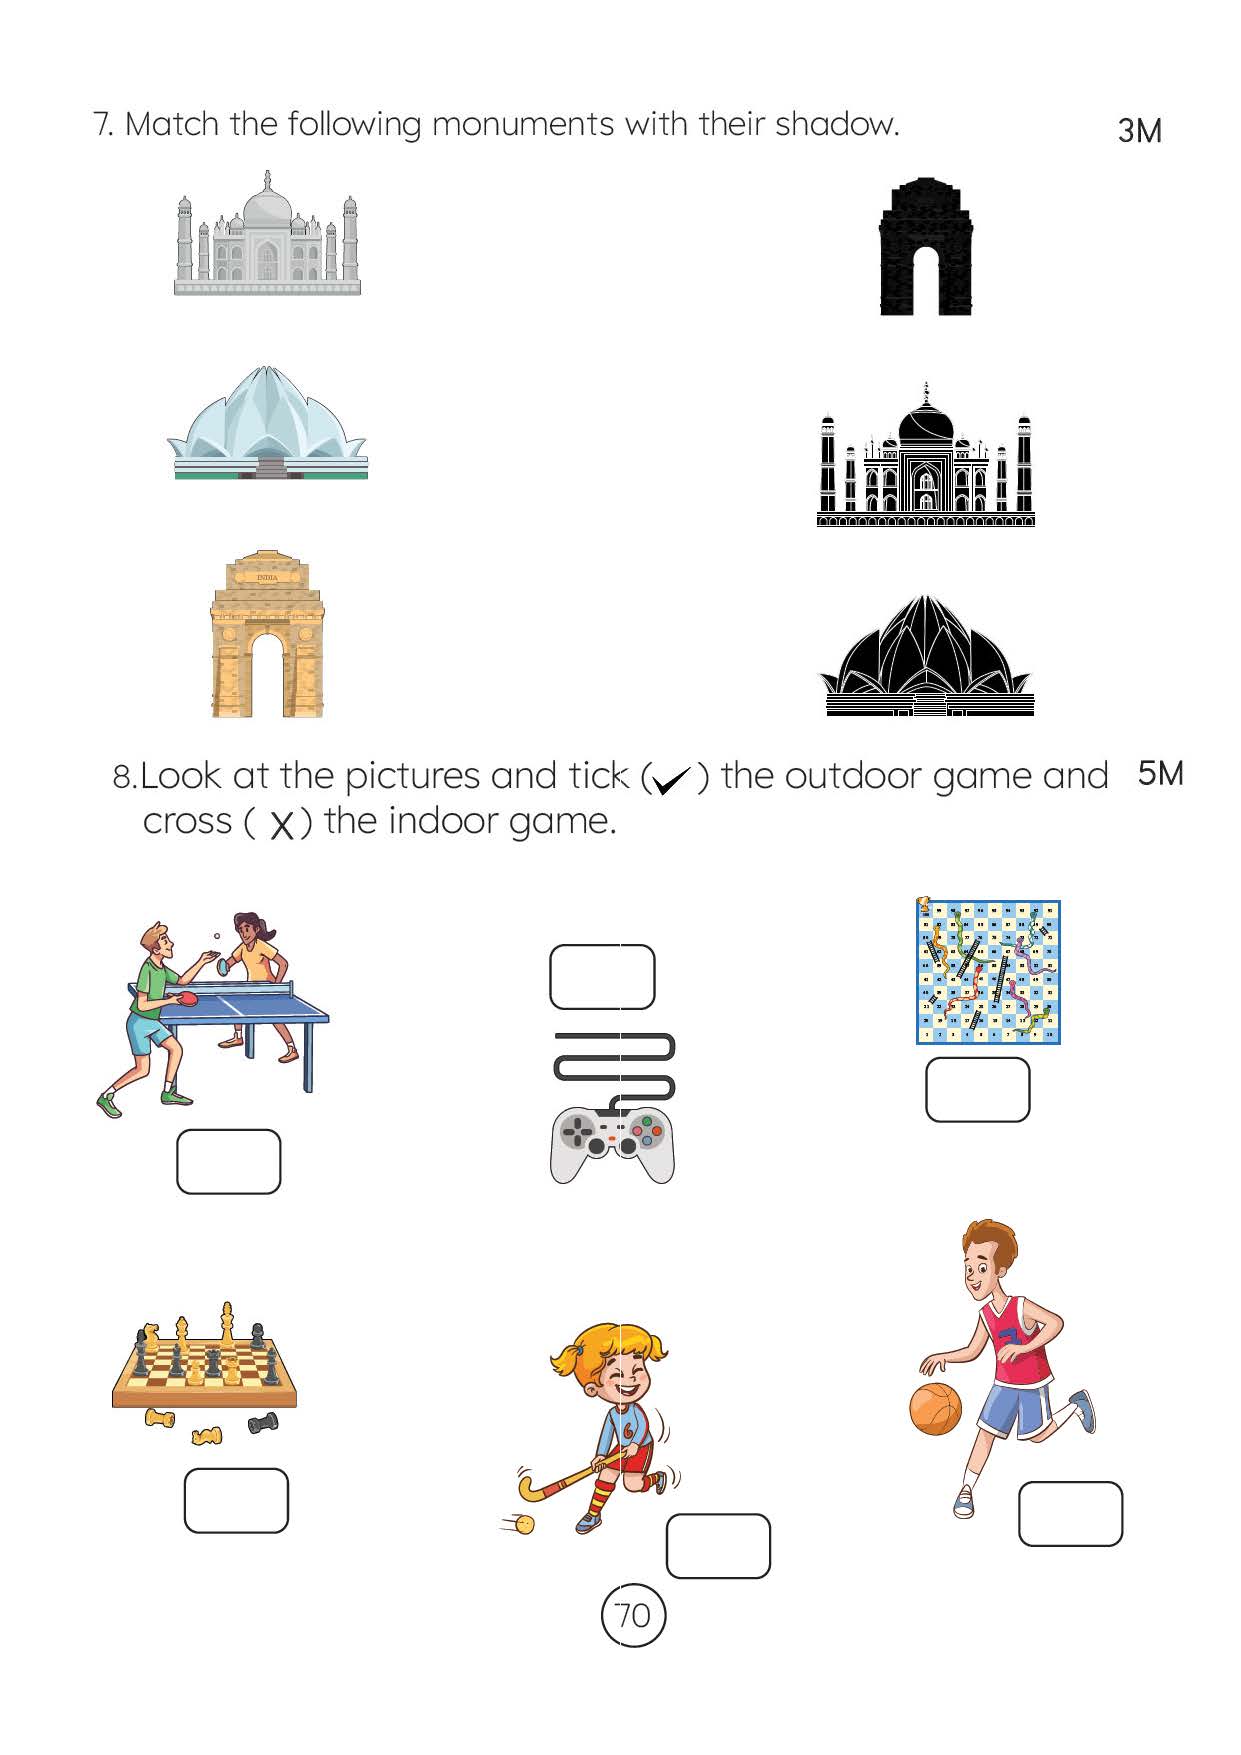 7. Match the following monuments with their shadow.
3M
INDIA
8.Look at the pictures and tick (✓) the outdoor game and
5M
cross ( X ) the indoor game.
6
70